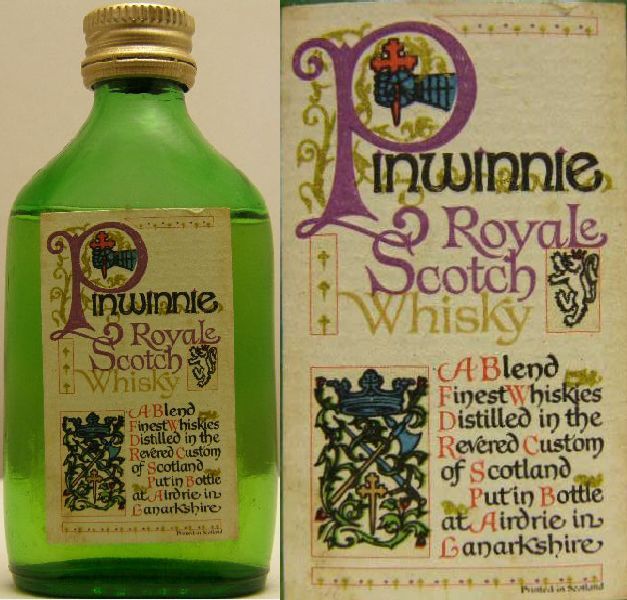 Pinwinnie
Royale
Scotch
Whisky
A Blend
Finest Whiskies
Distilled in the
Revered Custom
of Scotland
Put in Bottle
at Airdrie in
Lanarkshire
Printed in Scotland
Pinwinnie
Royale
Scotch
Whisky
A Blend
Finest Whiskies
Distilled in the
Revered Custom
of Scotland
Put in Bottle
at Airdrie in
Lanarkshire
Printed in Scotland